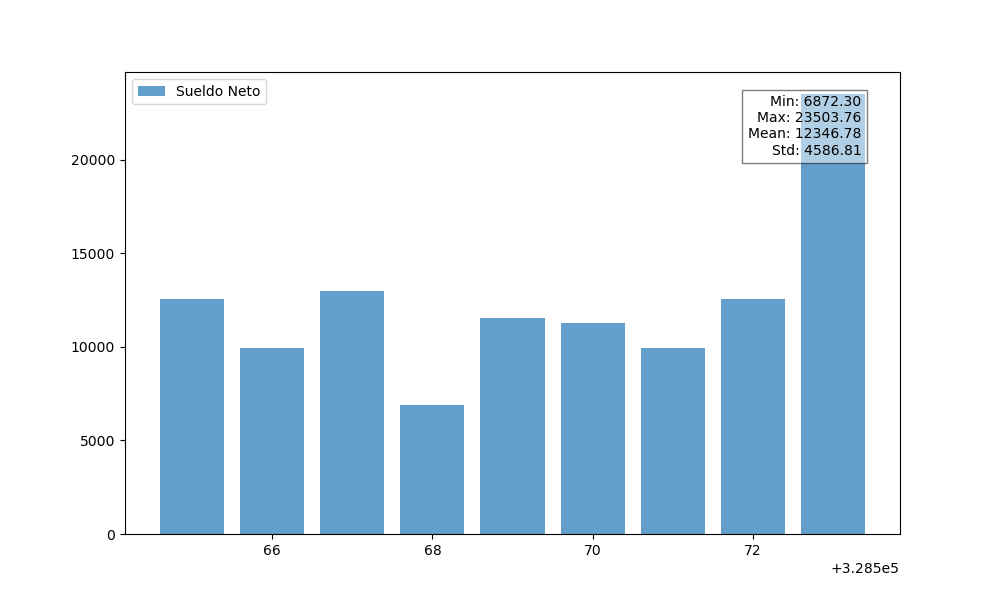 Sueldo Neto
Min: 6872.30
Max: 23503.76
Mean: 12346.78
Std: 4586.81
20000
15000
10000
5000
0
66 68 70 72
+3.285e5